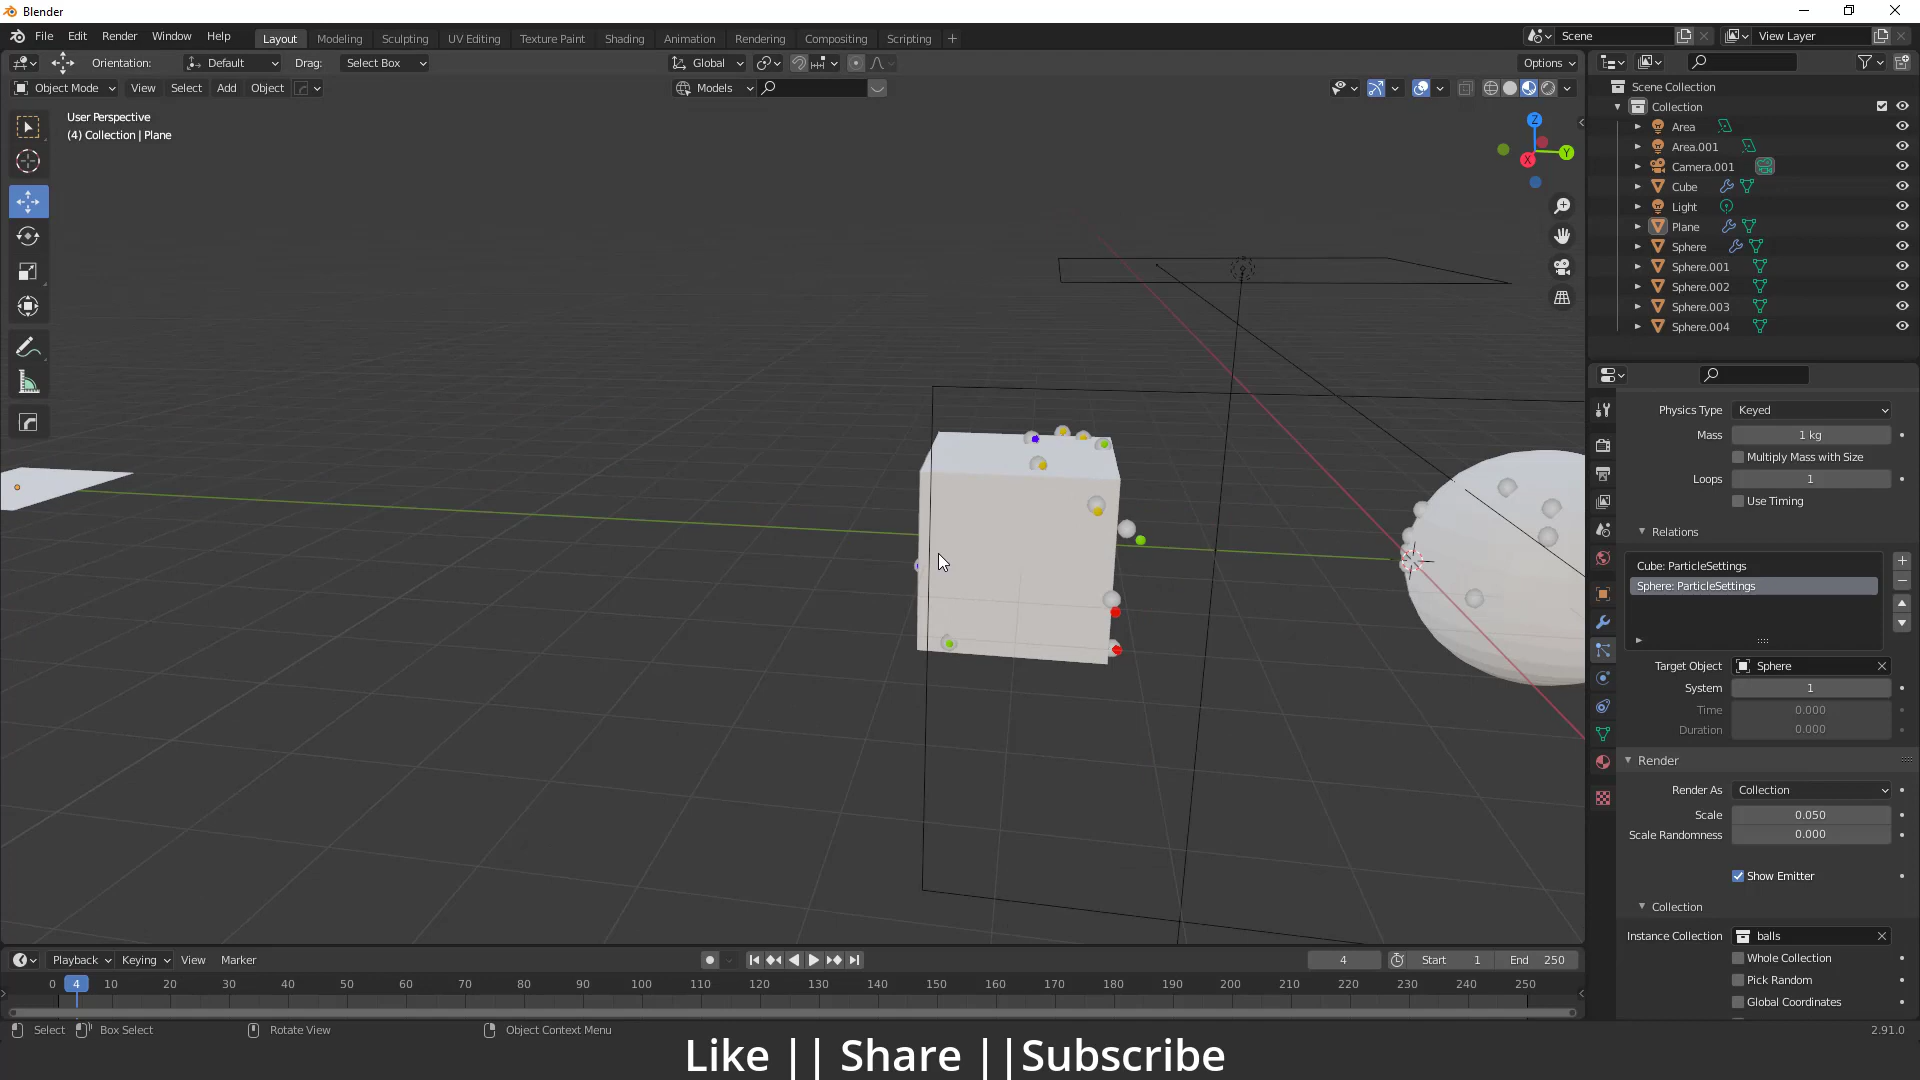 Blender
File Edit Render Window Help
Layout Modeling Sculpting UV Editing Texture Paint Shading Animation Rendering Compositing Scripting +
Scene
View Layer
Orientation: Default Drag: Select Box
Global
Options
Object Mode View Select Add Object
Models
User Perspective
(4) Collection | Plane
Z
Y
X
Scene Collection
Collection
Area
Area.001
Camera.001
Cube
Light
Plane
Sphere
Sphere.001
Sphere.002
Sphere.003
Sphere.004
Physics Type Keyed
Mass 1 kg
Multiply Mass with Size
Loops 1
Use Timing
Relations
Cube: ParticleSettings
Sphere: ParticleSettings
Target Object Sphere
System 1
Time 0.000
Duration 0.000
Render
Render As Collection
Scale 0.050
Scale Randomness 0.000
Show Emitter
Collection
Instance Collection balls
Whole Collection
Pick Random
Global Coordinates
Playback Keying View Marker
4 Start 1 End 250
0 4 10 20 30 40 50 60 70 80 90 100 110 120 130 140 150 160 170 180 190 200 210 220 230 240 250
Select Box Select Rotate View Object Context Menu
2.91.0
Like || Share ||Subscribe